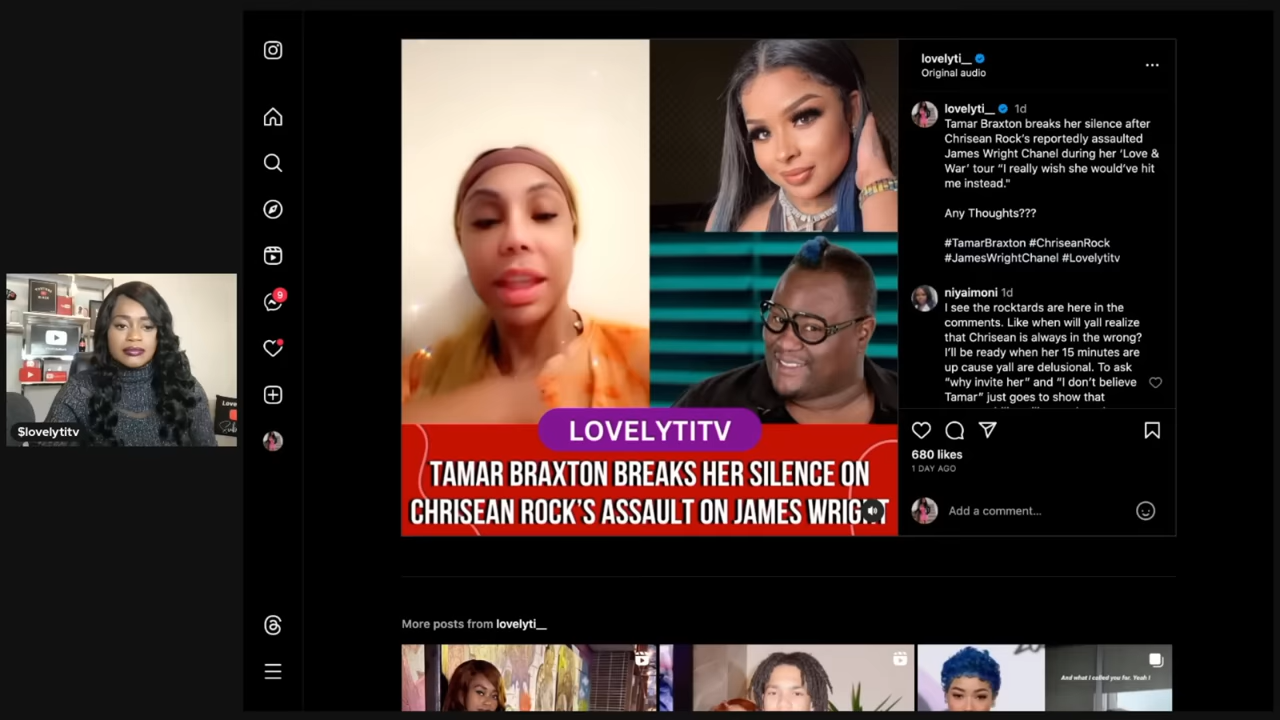 lovelyti__
Original audio
lovelyti__ 1d
Tamar Braxton breaks her silence after
Chrisean Rock's reportedly assaulted
James Wright Chanel during her 'Love &
War' tour “I really wish she would've hit
me instead."
Any Thoughts???
#TamarBraxton #ChriseanRock
#JamesWrightChanel #Lovelytitv
niyaimoni 1d
I see the rocktards are here in the
comments. Like when will yall realize
that Chrisean is always in the wrong?
I'll be ready when her 15 minutes are
up cause yall are delusional. To ask
“why invite her” and “I don't believe
Tamar” just goes to show that
680 likes
1 DAY AGO
Add a comment...
9
$lovelytitv
LOVELYTITV
TAMAR BRAXTON BREAKS HER SILENCE ON
CHRISEAN ROCK'S ASSAULT ON JAMES WRIGHT
More posts from lovelyti__
And what I called you for. Yeah !